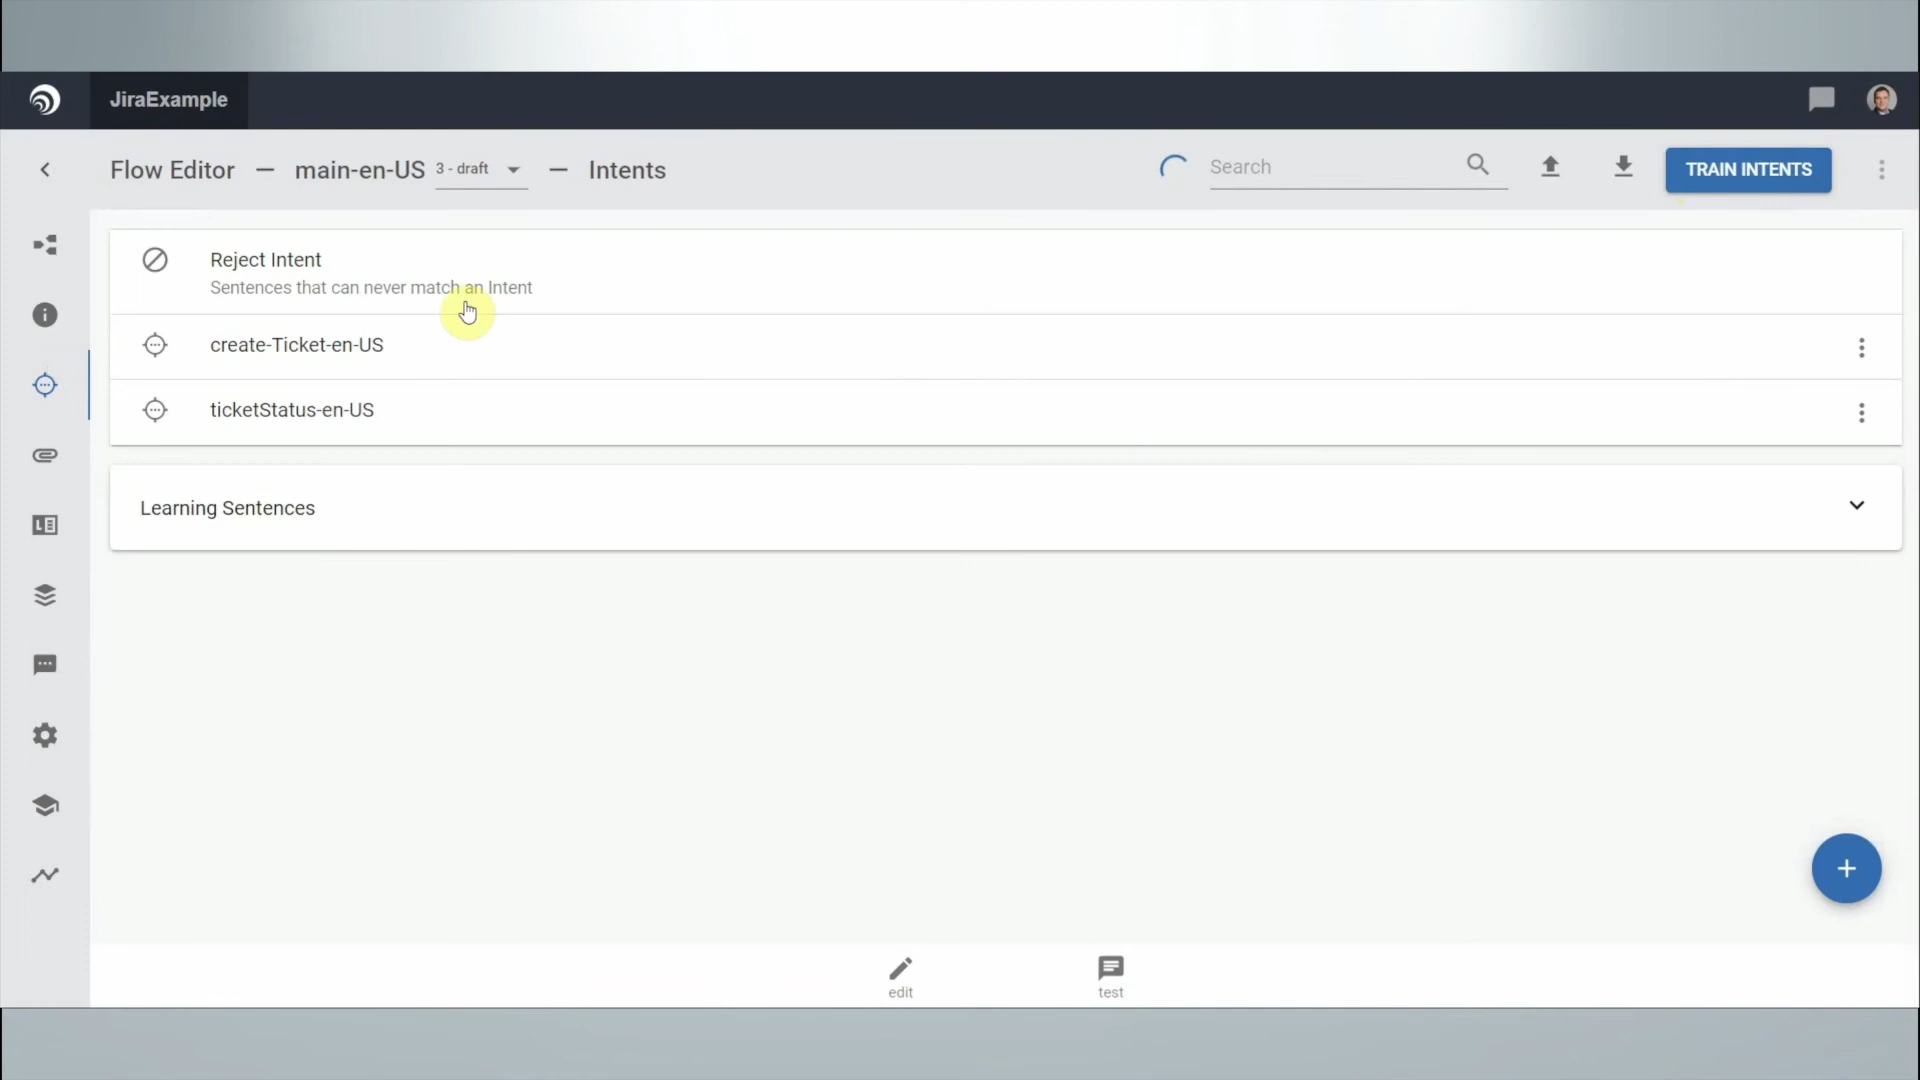 JiraExample
Flow Editor — main-en-US 3 - draft — Intents
Search
TRAIN INTENTS
Reject Intent
Sentences that can never match an Intent
create-Ticket-en-US
ticketStatus-en-US
Learning Sentences
edit
test